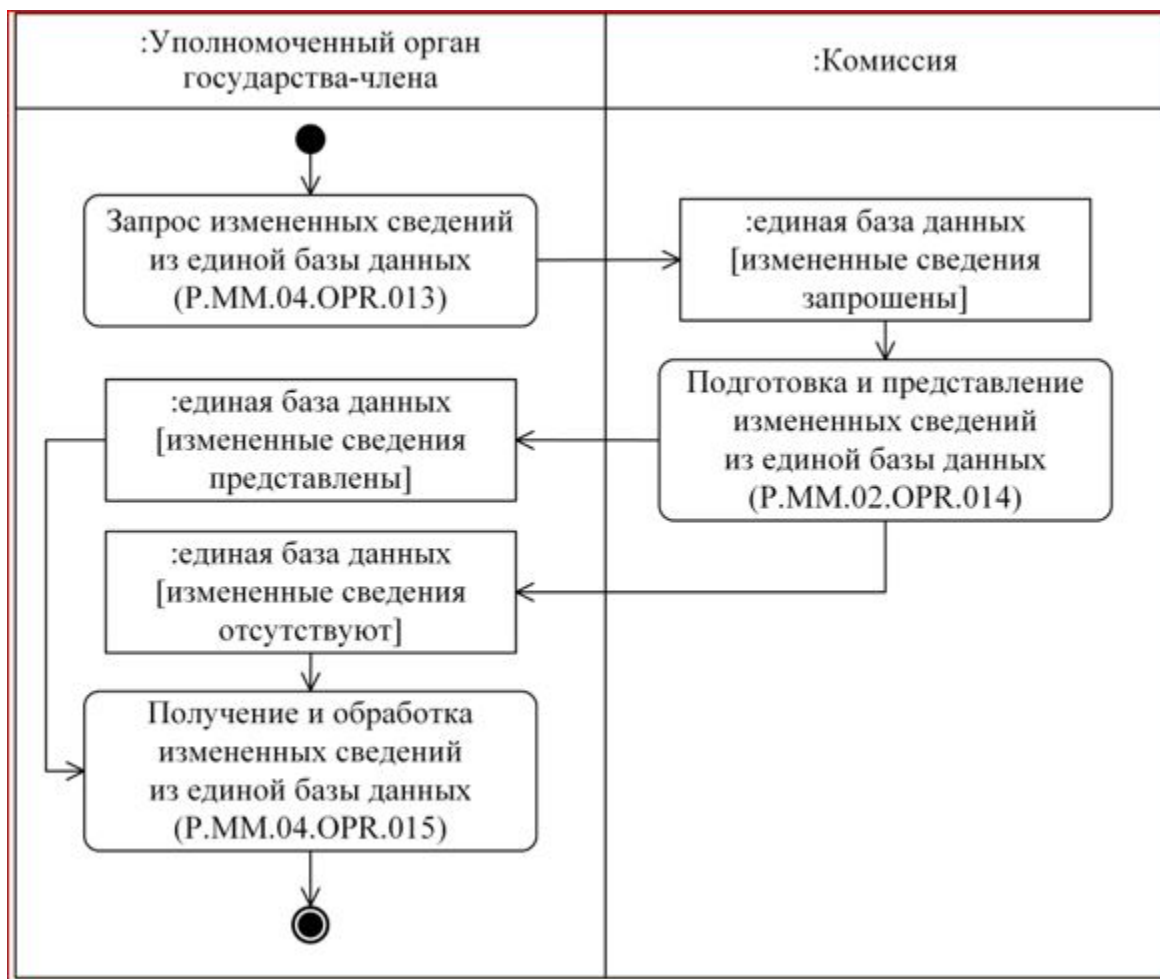 :Уполномоченный орган
государства-члена
:Комиссия
Запрос измененных сведений
из единой базы данных
(P.MM.04.OPR.013)
:единая база данных
[измененные сведения
запрошены]
Подготовка и представление
измененных сведений
из единой базы данных
(P.MM.02.OPR.014)
:единая база данных
[измененные сведения
представлены]
:единая база данных
[измененные сведения
отсутствуют]
Получение и обработка
измененных сведений
из единой базы данных
(P.MM.04.OPR.015)